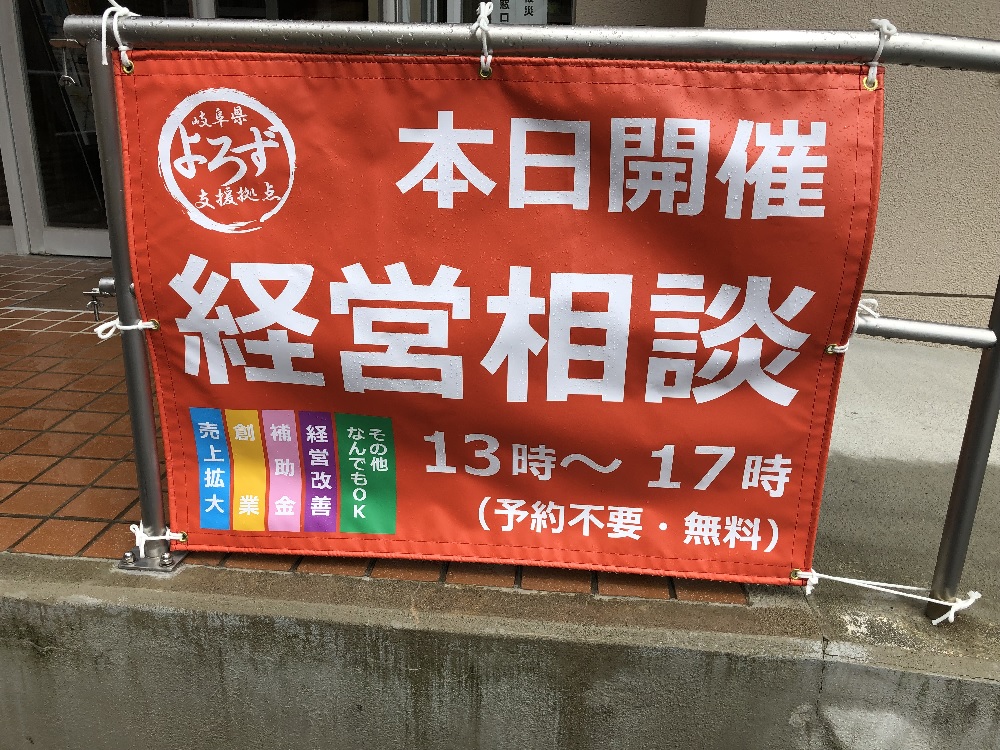 岐阜県
よろず
支援拠点
本日開催
経営相談
売上拡大
創業
補助金
経営改善
その他
なんでもOK
13時～17時
(予約不要・無料)
窓口